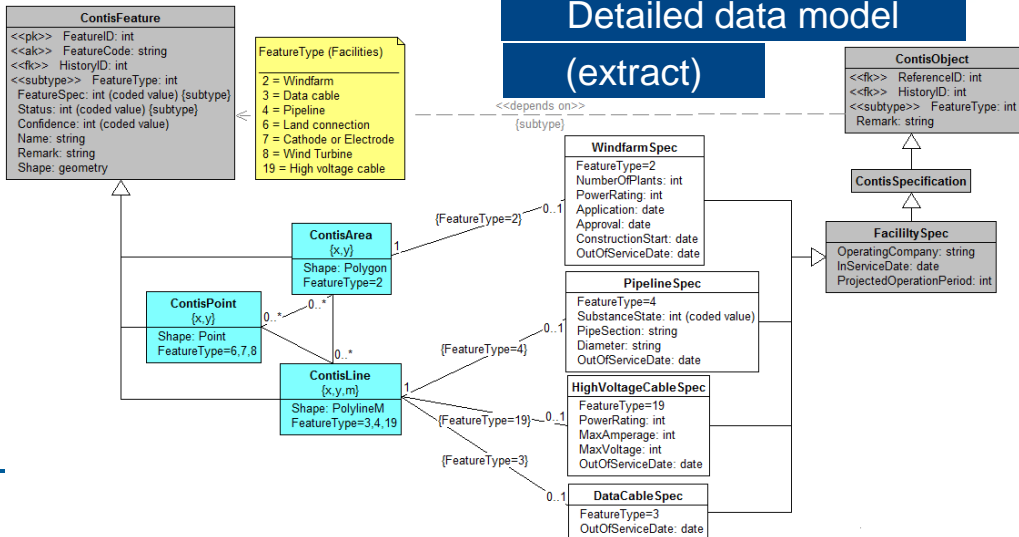 Detailed data model
(extract)
ContisFeature
<<pk>> FeatureID: int
<<ak>> FeatureCode: string
<<fk>> HistoryID: int
<<subtype>> FeatureType: int
FeatureSpec: int (coded value) {subtype}
Status: int (coded value) {subtype}
Confidence: int (coded value)
Name: string
Remark: string
Shape: geometry
FeatureType (Facilities)
2 = Windfarm
3 = Data cable
4 = Pipeline
6 = Land connection
7 = Cathode or Electrode
8 = Wind Turbine
19 = High voltage cable
<<depends on>>
{subtype}
ContisObject
<<fk>> ReferenceID: int
<<fk>> HistoryID: int
<<subtype>> FeatureType: int
Remark: string
ContisSpecification
FacililtySpec
OperatingCompany: string
InServiceDate: date
ProjectedOperationPeriod: int
WindfarmSpec
FeatureType=2
NumberOfPlants: int
PowerRating: int
Application: date
Approval: date
ConstructionStart: date
OutOfServiceDate: date
{FeatureType=2}
0..1
1
ContisArea
{x,y}
Shape: Polygon
FeatureType=2
0..*
ContisPoint
{x,y}
Shape: Point
FeatureType=6,7,8
0..*
0..*
ContisLine
{x,y,m}
Shape: PolylineM
FeatureType=3,4,19
1
PipelineSpec
FeatureType=4
SubstanceState: int (coded value)
PipeSection: string
Diameter: string
OutOfServiceDate: date
{FeatureType=4}
0..1
HighVoltageCableSpec
FeatureType=19
PowerRating: int
MaxAmperage: int
MaxVoltage: int
OutOfServiceDate: date
{FeatureType=19}
0..1
{FeatureType=3}
0..1
DataCableSpec
FeatureType=3
OutOfServiceDate: date